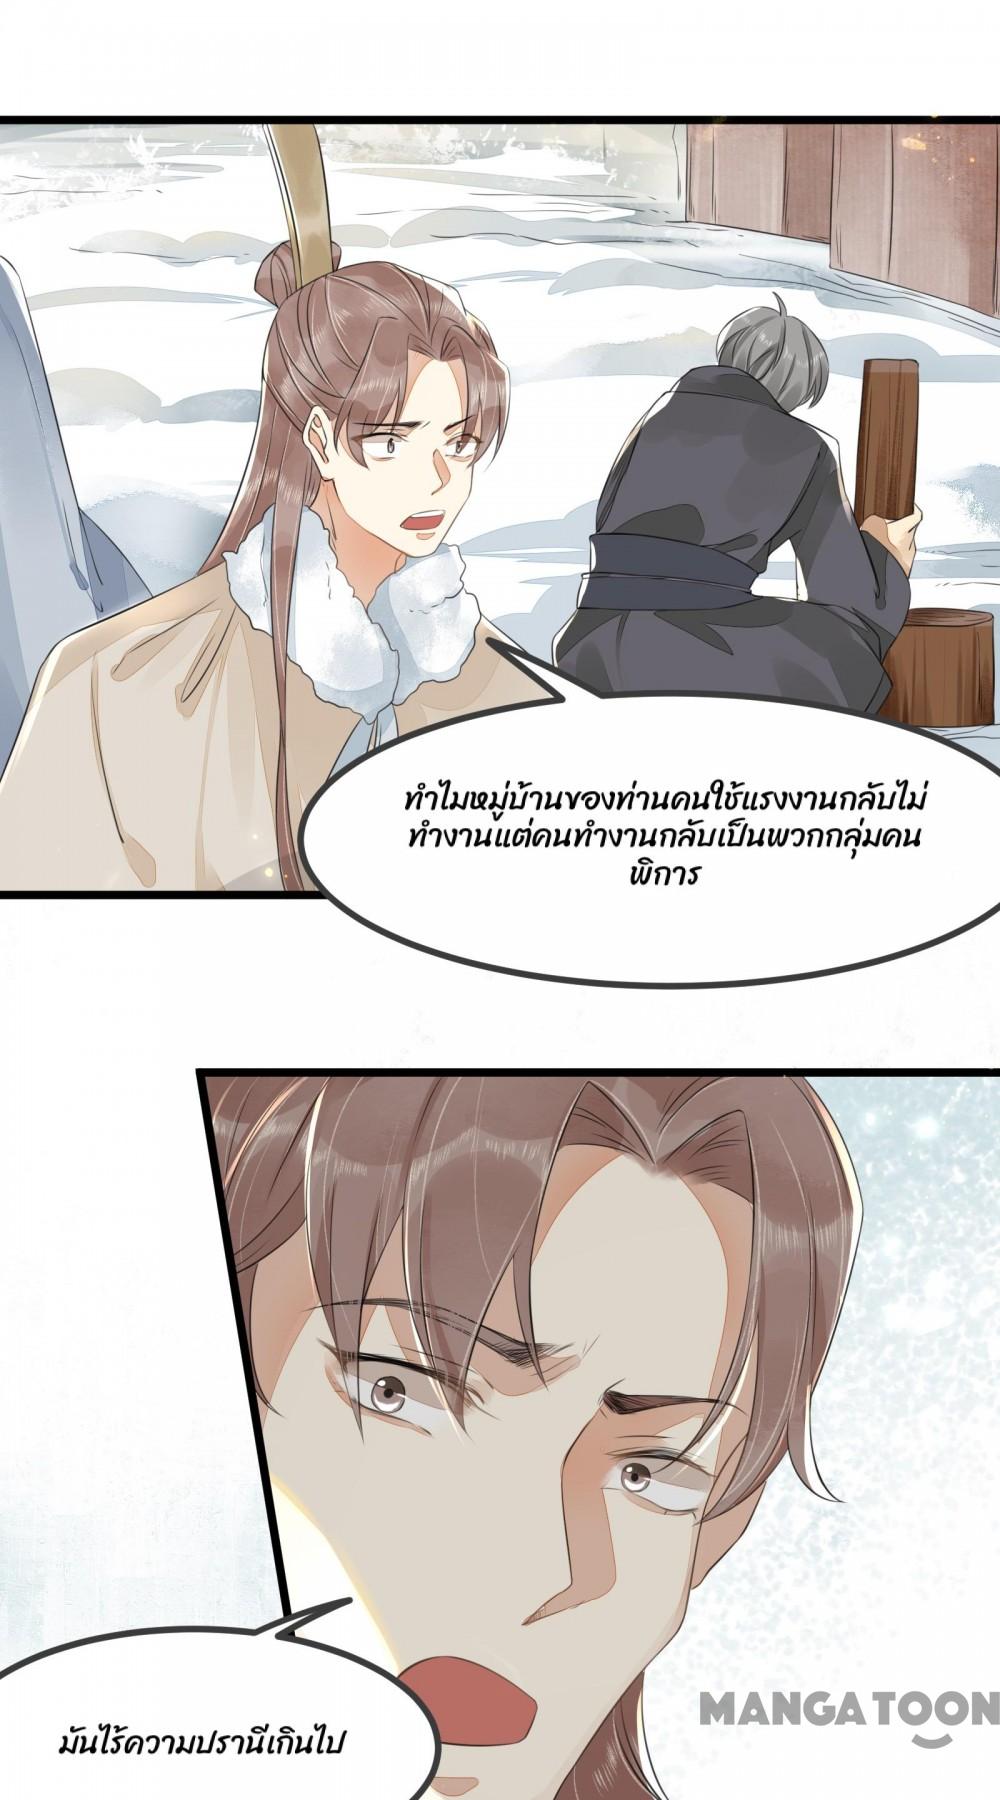 ทำไมหมู่บ้านของท่านคนใช้แรงงานกลับไม่
ทำงานแต่คนทำงานกลับเป็นพวกกลุ่มคน
พิการ
มันไร้ความปรานีเกินไป
MANGATOON